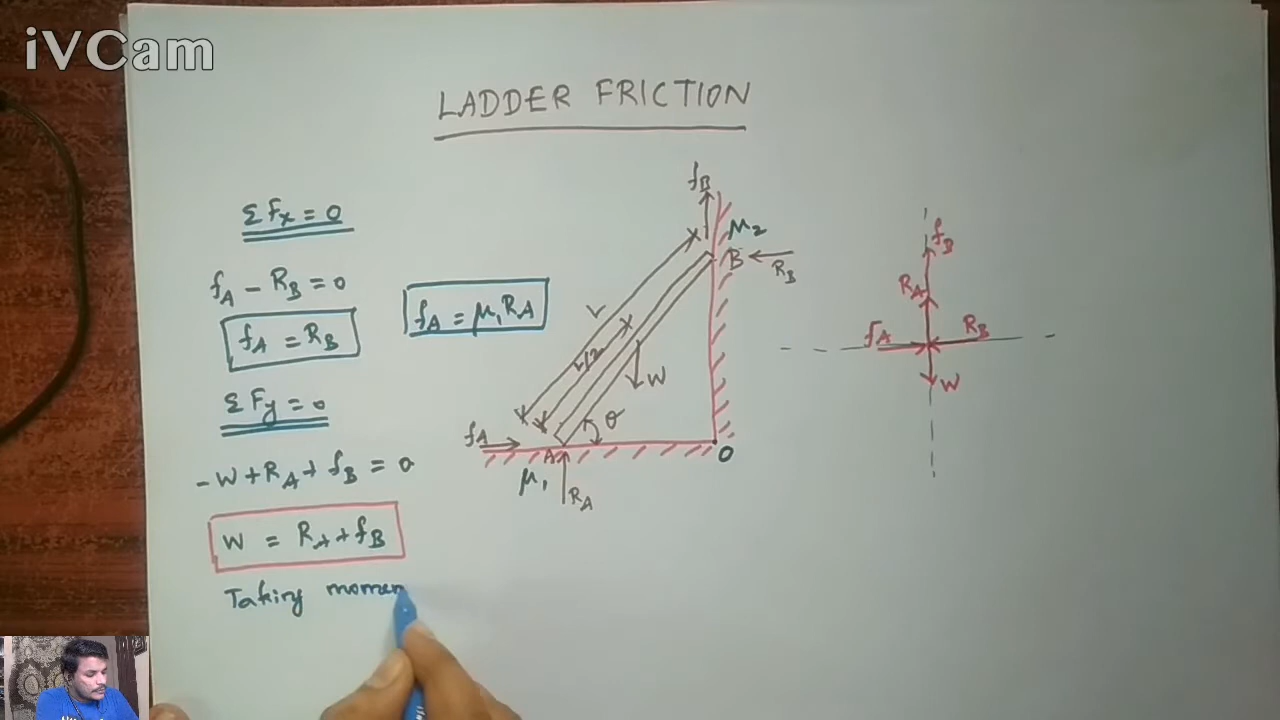 iVCam
LADDER FRICTION
ΣFx = 0
fA - RB = 0
fA = RB
fA = μ1RA
ΣFy = 0
-W + RA + fB = 0
W = RA + fB
Taking momen
fB
μ2
B
RB
L
L/2
W
θ
fA
A
O
μ1
RA
fB
RA
fA
RB
W